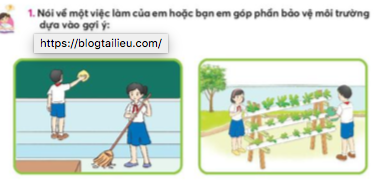 1. Nói về một việc làm của em hoặc bạn em góp phần bảo vệ môi trường
dựa vào gợi ý:
https://blogtailieu.com/